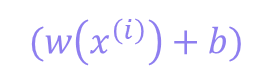 (w(x^{(i)}) + b)